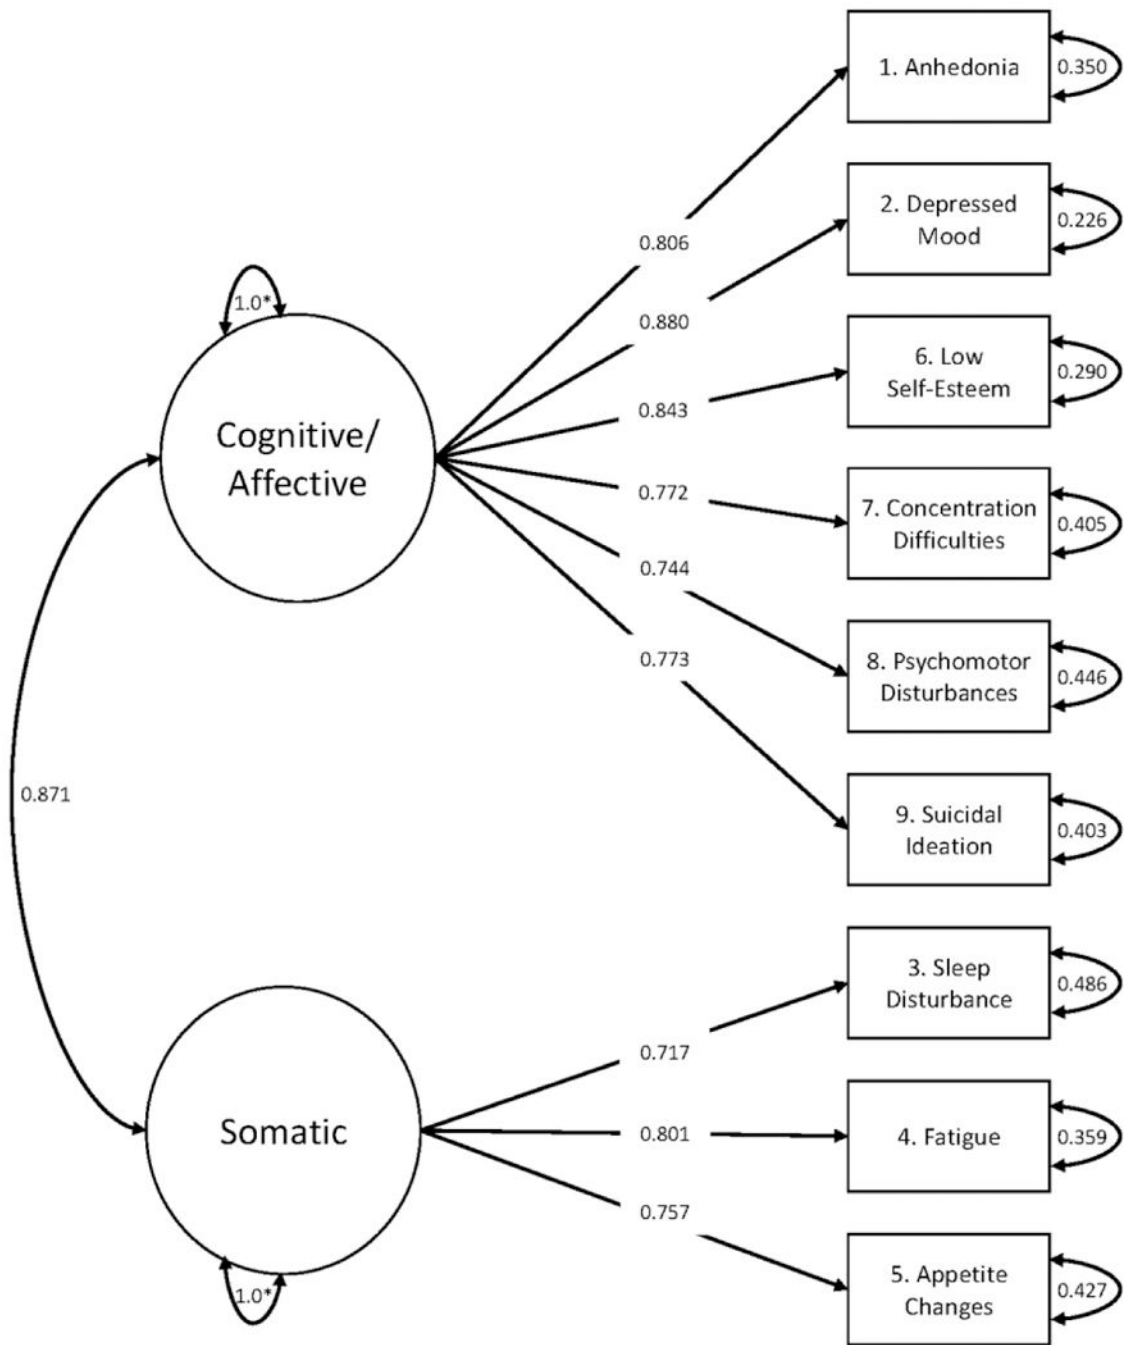 1. Anhedonia
0.350
2. Depressed
Mood
0.226
0.806
0.880
1.0*
6. Low
Self-Esteem
0.290
0.843
Cognitive/
Affective
0.772
7. Concentration
Difficulties
0.405
0.744
8. Psychomotor
Disturbances
0.446
0.773
0.871
9. Suicidal
Ideation
0.403
3. Sleep
Disturbance
0.486
0.717
Somatic
0.801
4. Fatigue
0.359
0.757
1.0*
5. Appetite
Changes
0.427